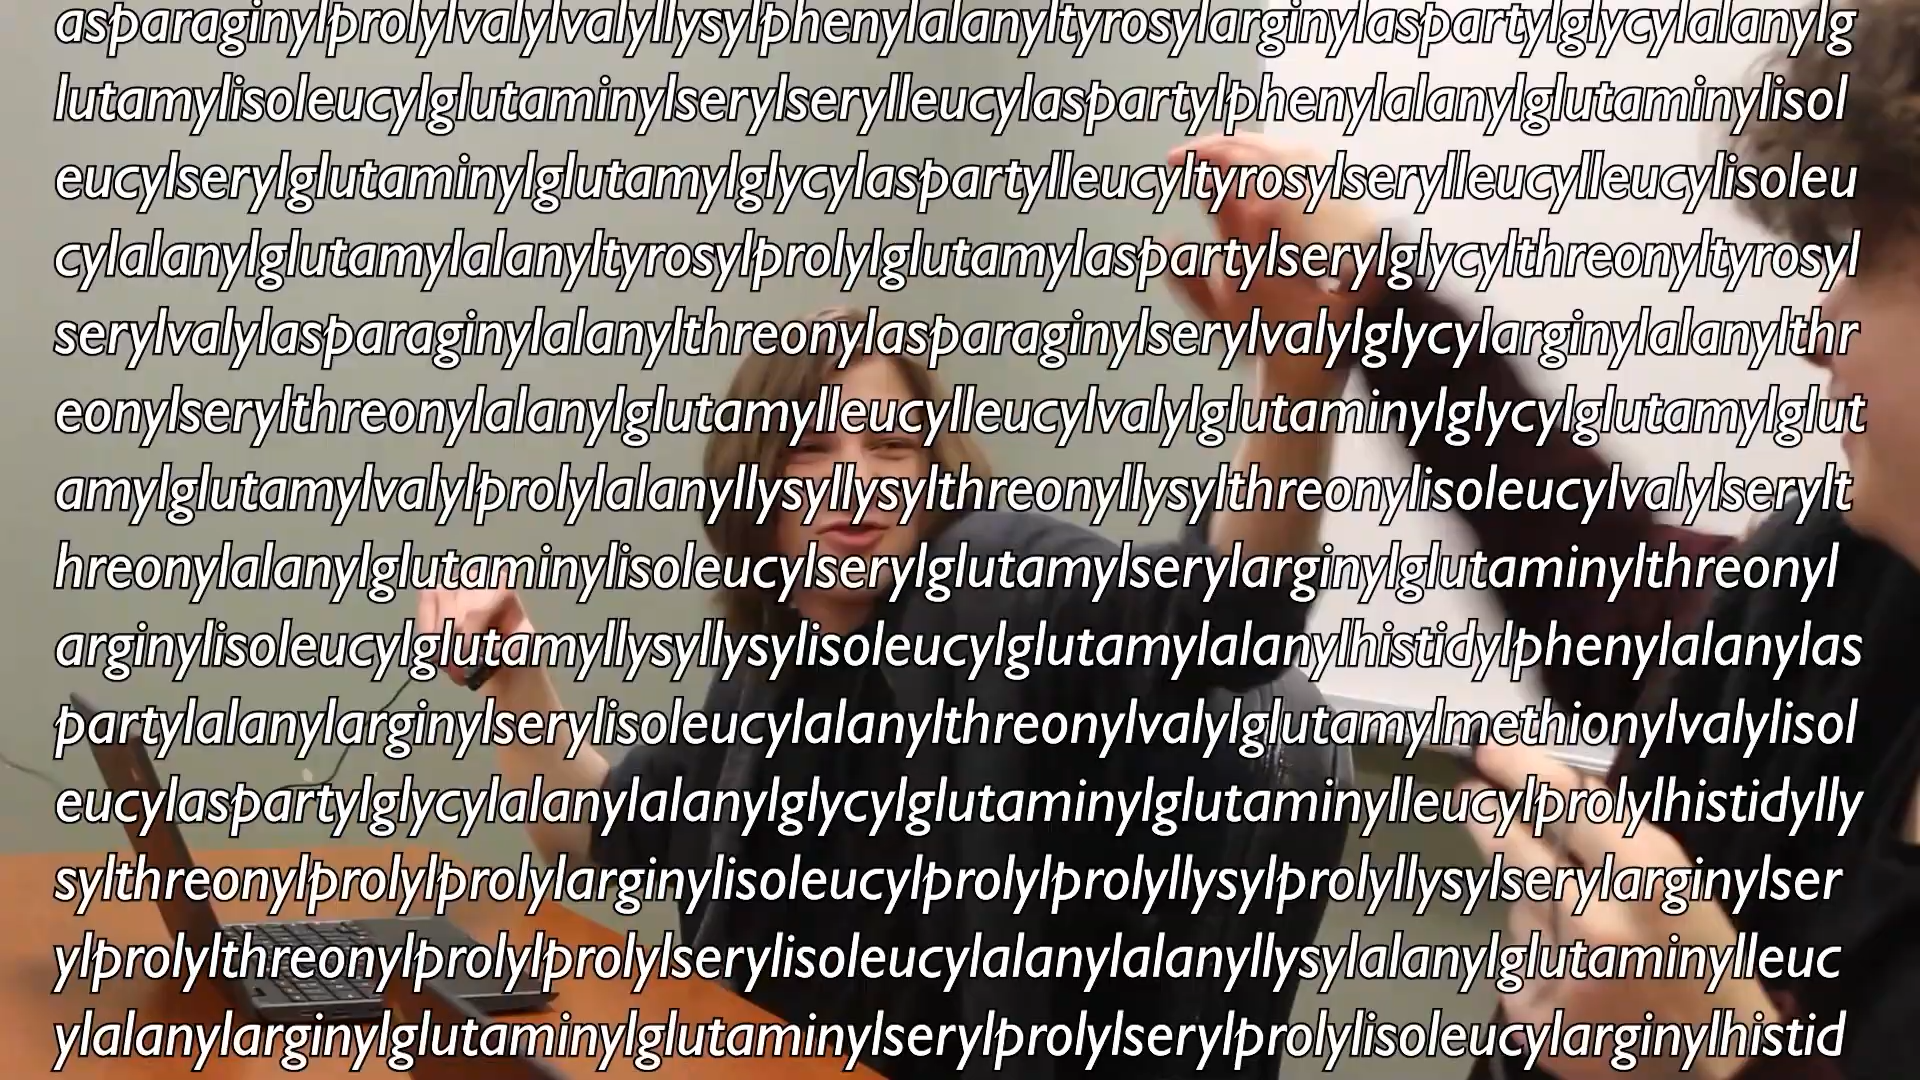 asparaginylprolylvalylvalyllysylphenylalanyltyrosylarginylaspartylglycylalanylg
lutamylisoleucylglutaminylserylserylleucylaspartylphenylalanylglutaminylisol
eucylserylglutaminylglutamylglycylaspartylleucyltyrosylserylleucylleucylisoleu
cylalanylglutamylalanyltyrosylprolylglutamylaspartylserylglycylthreonyltyrosyl
serylvalylasparaginylalanylthreonylasparaginylserylvalylglycylarginylalanylthr
eonylserylthreonylalanylglutamylleucylleucylvalylglutaminylglycylglutamylglut
amylglutamylvalylprolylalanyllysyllysylthreonyllysylthreonylisoleucylvalylserylt
hreonylalanylglutaminylisoleucylserylglutamylserylarginylglutaminylthreonyl
arginylisoleucylglutamyllysyllysylisoleucylglutamylalanylhistidylphenylalanylas
partylalanylarginylserylisoleucylalanylthreonylvalylglutamylmethionylvalylisol
eucylaspartylglycylalanylalanylglycylglutaminylglutaminylleucylprolylhistidylly
sylthreonylprolylprolylarginylisoleucylprolylprolyllysylprolyllysylserylarginylser
ylprolylthreonylprolylprolylserylisoleucylalanylalanyllysylalanylglutaminylleuc
ylalanylarginylglutaminylglutaminylserylprolylserylprolylisoleucylarginylhistid